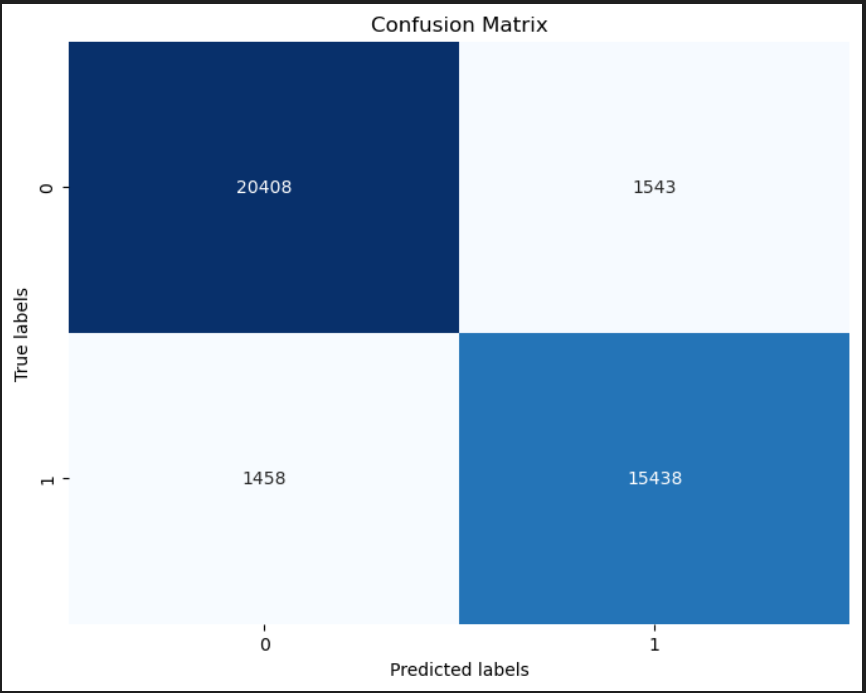 Confusion Matrix
True labels
0
20408
1543
1
1458
15438
0
1
Predicted labels